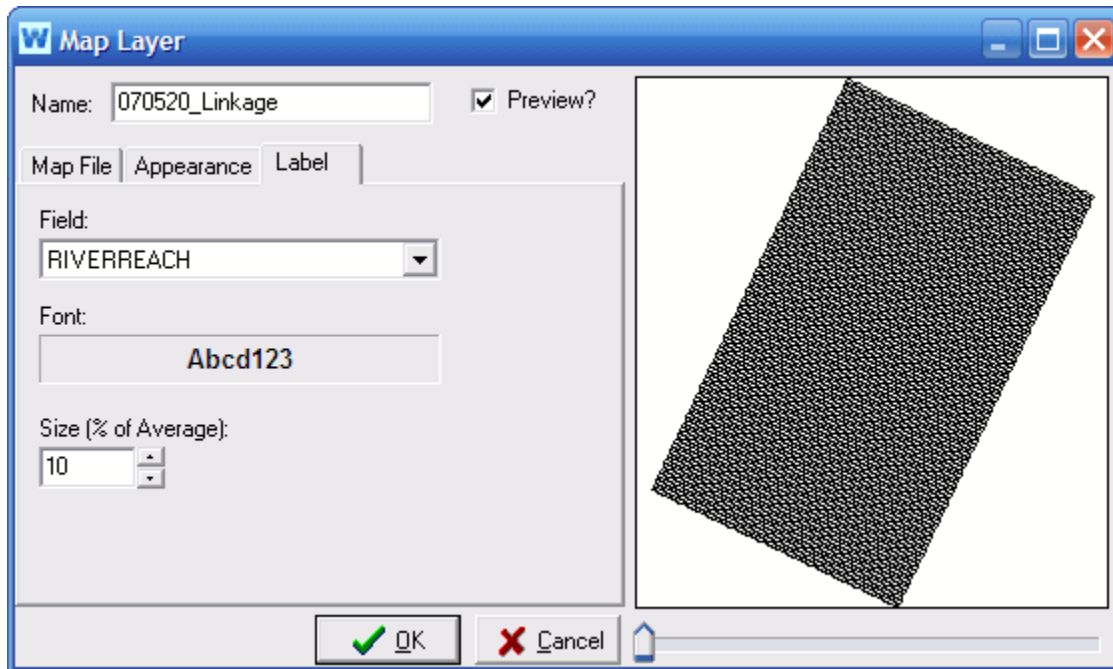 W Map Layer
Name: 070520_Linkage Preview?
Map File Appearance Label
Field:
RIVERREACH
Font:
Abcd123
Size (% of Average):
10
OK Cancel